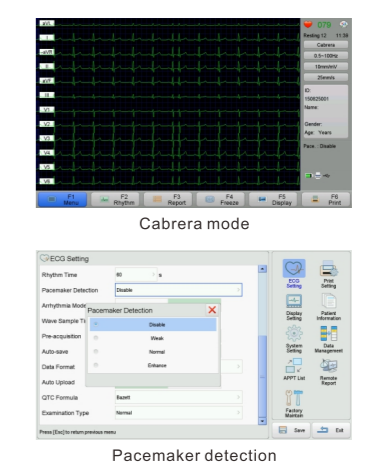 aVL
079
I
Resting 12 11:39
Cabrera
-aVR
0.5~100Hz
II
10mm/mV
aVF
25mm/s
III
ID:
150825001
V1
Name:
V2
Gender:
V3
Age: Years
V4
Pace : Disable
V5
V6
F1 Menu
F2 Rhythm
F3 Report
F4 Freeze
F5 Display
F6 Print
Cabrera mode
ECG Setting
Rhythm Time 60 s
Pacemaker Detection Disable
Arrhythmia Mode
Pacemaker Detection
Wave Sample Ti
Disable
Pre-acquisition
Weak
Auto-save
Normal
Data Format
Enhance
Auto Upload
QTC Formula Bazett
Examination Type Normal
Press [Esc] to return previous menu
ECG Setting
Print Setting
Display Setting
Patient Information
System Setting
Data Management
APPT List
Remote Report
Factory Maintain
Save
Exit
Pacemaker detection